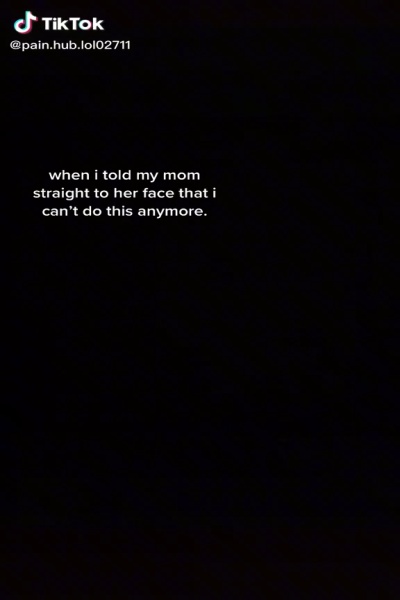 TikTok
@pain.hub.lol02711
when i told my mom
straight to her face that i
can't do this anymore.